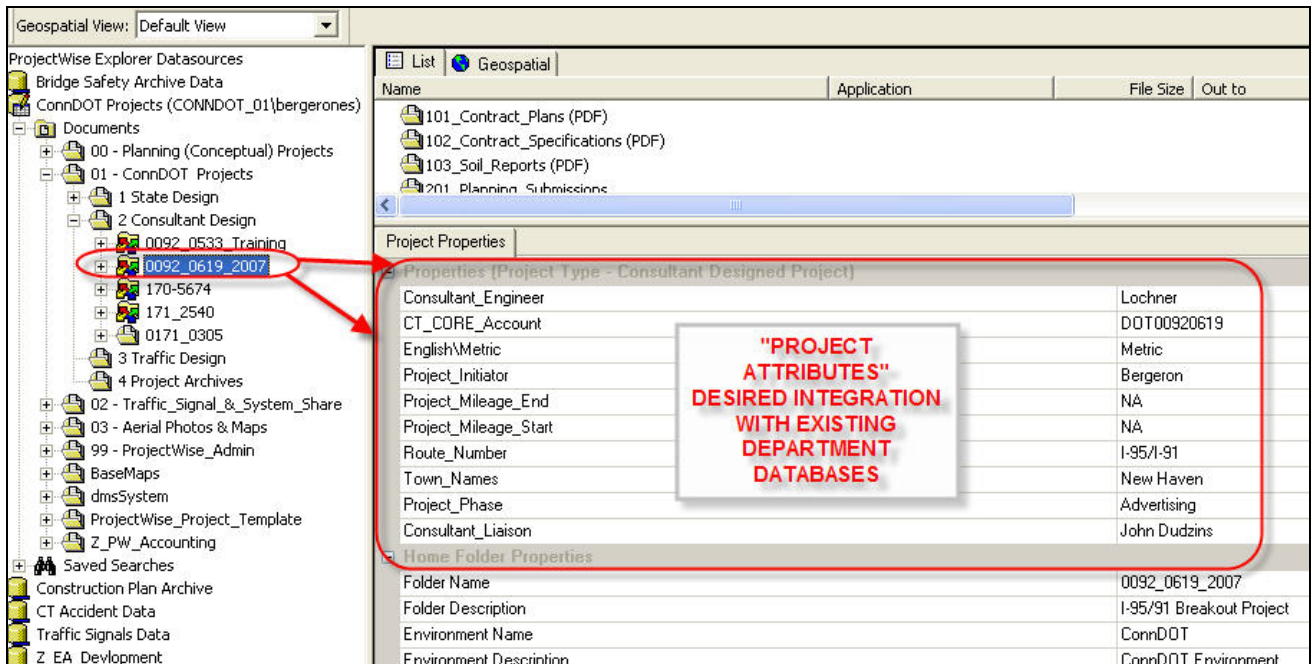 Geospatial View: Default View
ProjectWise Explorer Datasources
Bridge Safety Archive Data
ConnDOT Projects (CONNDOT_01\bergerones)
Documents
00 - Planning (Conceptual) Projects
01 - ConnDOT Projects
1 State Design
2 Consultant Design
0092_0533_Training
0092_0619_2007
170-5674
171_2540
0171_0305
3 Traffic Design
4 Project Archives
02 - Traffic_Signal_&_System_Share
03 - Aerial Photos & Maps
99 - ProjectWise_Admin
BaseMaps
dmsSystem
ProjectWise_Project_Template
Z_PW_Accounting
Saved Searches
Construction Plan Archive
CT Accident Data
Traffic Signals Data
Z_EA_Devlopment
List Geospatial
Name Application File Size Out to
101_Contract_Plans (PDF)
102_Contract_Specifications (PDF)
103_Soil_Reports (PDF)
201_Planning_Submissions
Project Properties
Properties (Project Type - Consultant Designed Project)
Consultant_Engineer Lochner
CT_CORE_Account DOT00920619
English\Metric Metric
Project_Initiator Bergeron
Project_Mileage_End NA
Project_Mileage_Start NA
Route_Number I-95/I-91
Town_Names New Haven
Project_Phase Advertising
Consultant_Liaison John Dudzins
"PROJECT
ATTRIBUTES"
DESIRED INTEGRATION
WITH EXISTING
DEPARTMENT
DATABASES
Home Folder Properties
Folder Name 0092_0619_2007
Folder Description I-95/91 Breakout Project
Environment Name ConnDOT
Environment Description ConnDOT Environment